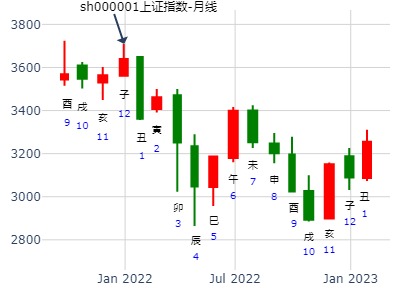 sh000001上证指数-月线
3800
3600
3400
3200
3000
2800
酉
9
戌
10
亥
11
子
12
丑
1
寅
2
卯
3
辰
4
巳
5
午
6
未
7
申
8
酉
9
戌
10
亥
11
子
12
丑
1
Jan 2022
Jul 2022
Jan 2023